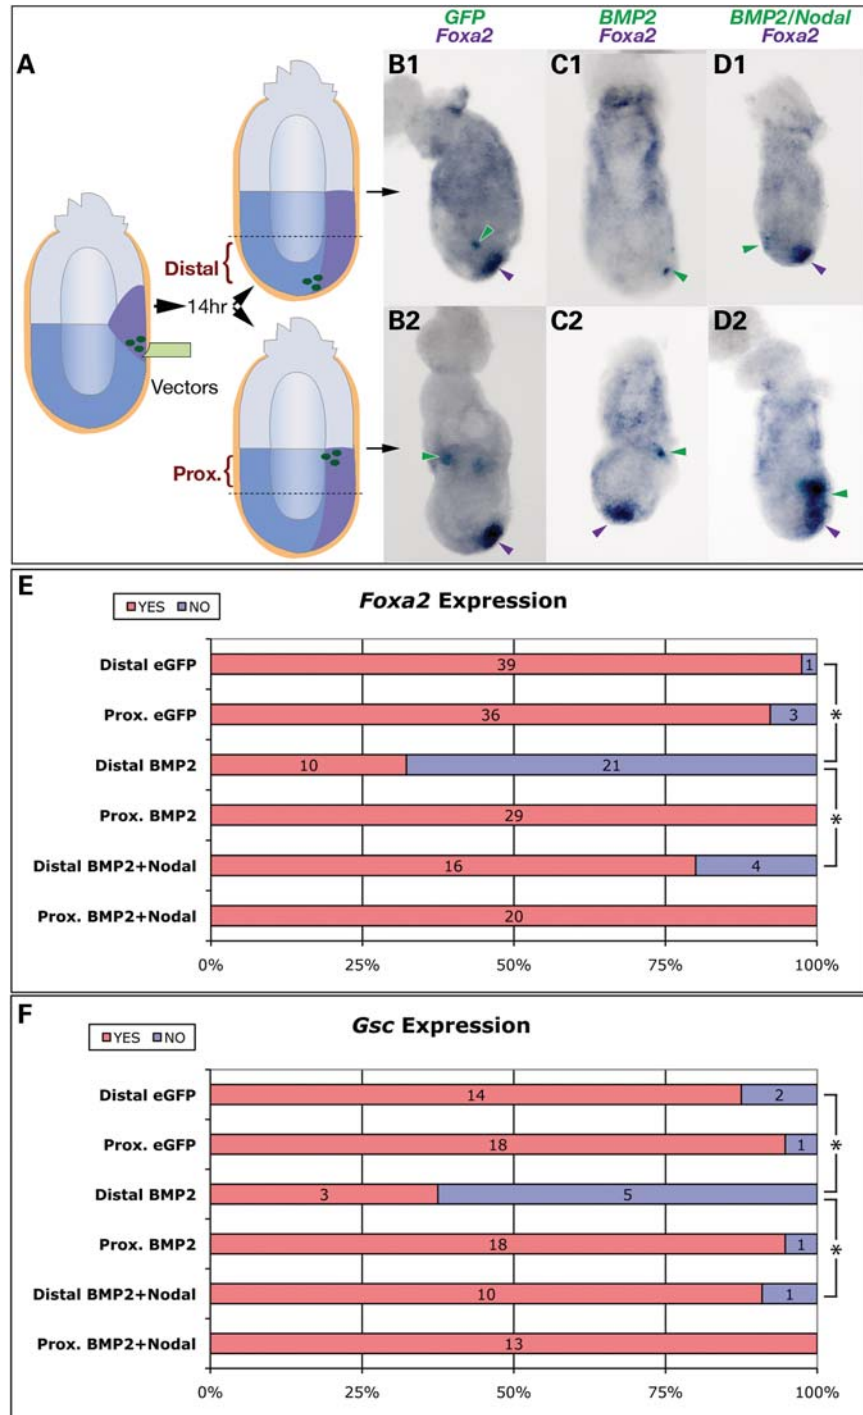 GFP
Foxa2
BMP2
Foxa2
BMP2/Nodal
Foxa2
A
B1
C1
D1
Distal
14hr
Vectors
Prox.
B2
C2
D2
E
YES NO
Foxa2 Expression
Distal eGFP 39 1
Prox. eGFP 36 3
*
Distal BMP2 10 21
Prox. BMP2 29
*
Distal BMP2+Nodal 16 4
Prox. BMP2+Nodal 20
0% 25% 50% 75% 100%
F
YES NO
Gsc Expression
Distal eGFP 14 2
Prox. eGFP 18 1
*
Distal BMP2 3 5
Prox. BMP2 18 1
*
Distal BMP2+Nodal 10 1
Prox. BMP2+Nodal 13
0% 25% 50% 75% 100%